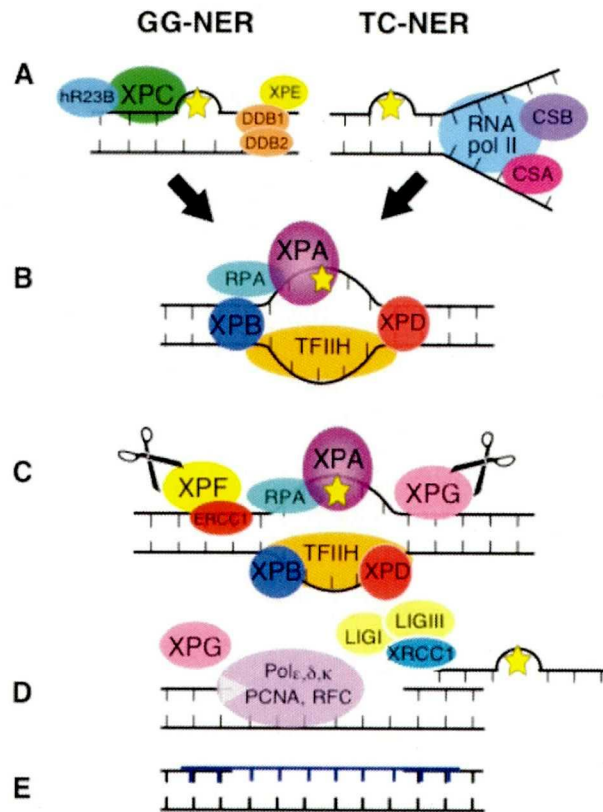 GG-NER TC-NER
A
hR23B XPC XPE
DDB1
DDB2
RNA
pol II
CSB
CSA
B
XPA
RPA
XPB XPD
TFIIH
C
XPA
XPF RPA XPG
ERCC1
TFIIH
XPB XPD
LIGIII
LIGI
XPG XRCC1
D
Polε,δ,κ
PCNA, RFC
E